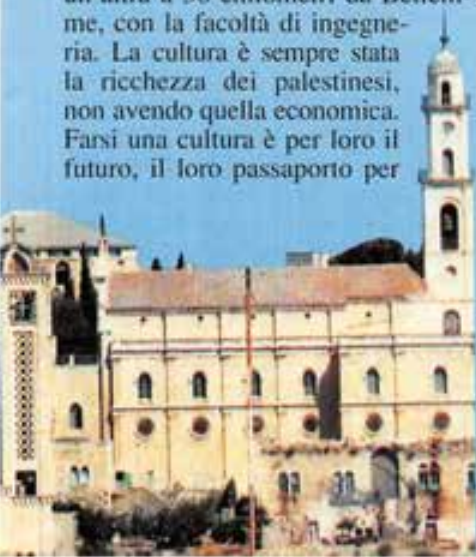 me, con la facoltà di ingegne-
ria. La cultura è sempre stata
la ricchezza dei palestinesi,
non avendo quella economica.
Farsi una cultura è per loro il
futuro, il loro passaporto per